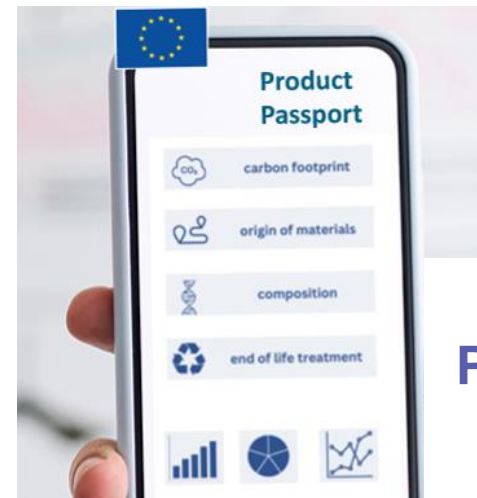 Product
Passport
CO₂
carbon footprint
origin of materials
composition
end of life treatment
P